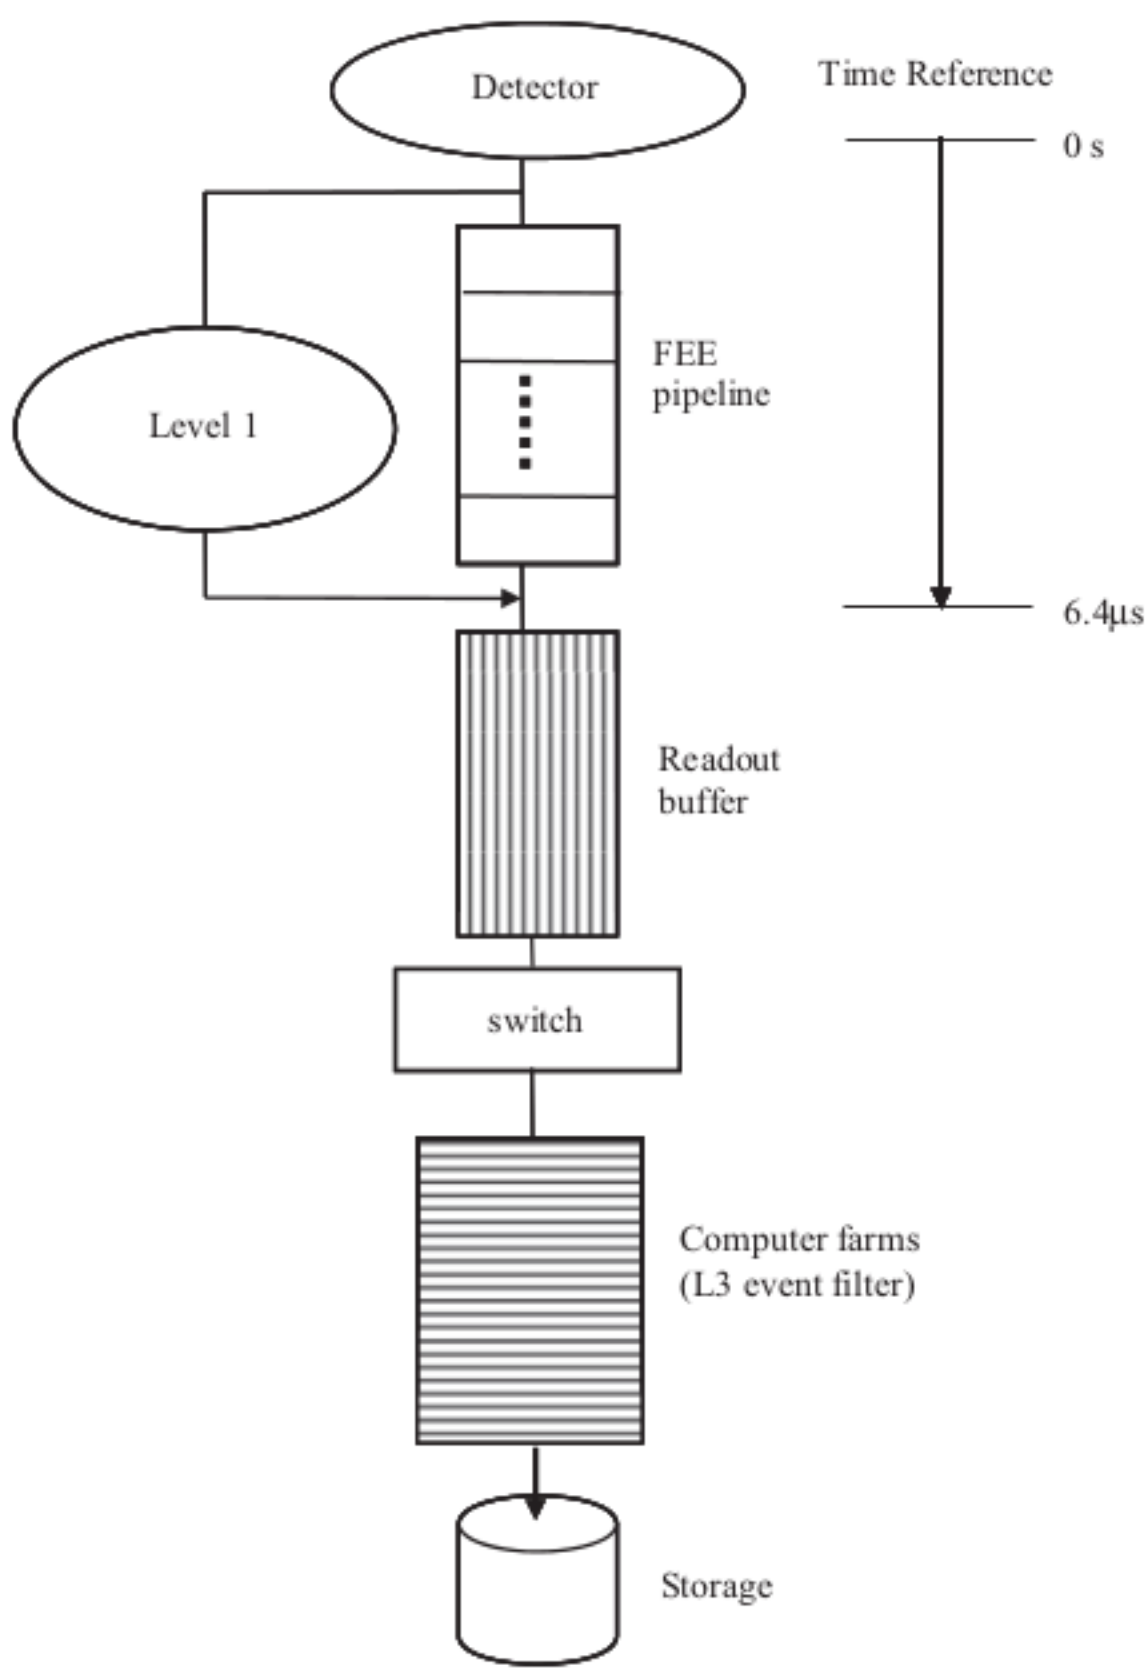 Detector
Time Reference
0 s
FEE
pipeline
Level 1
6.4μs
Readout
buffer
switch
Computer farms
(L3 event filter)
Storage